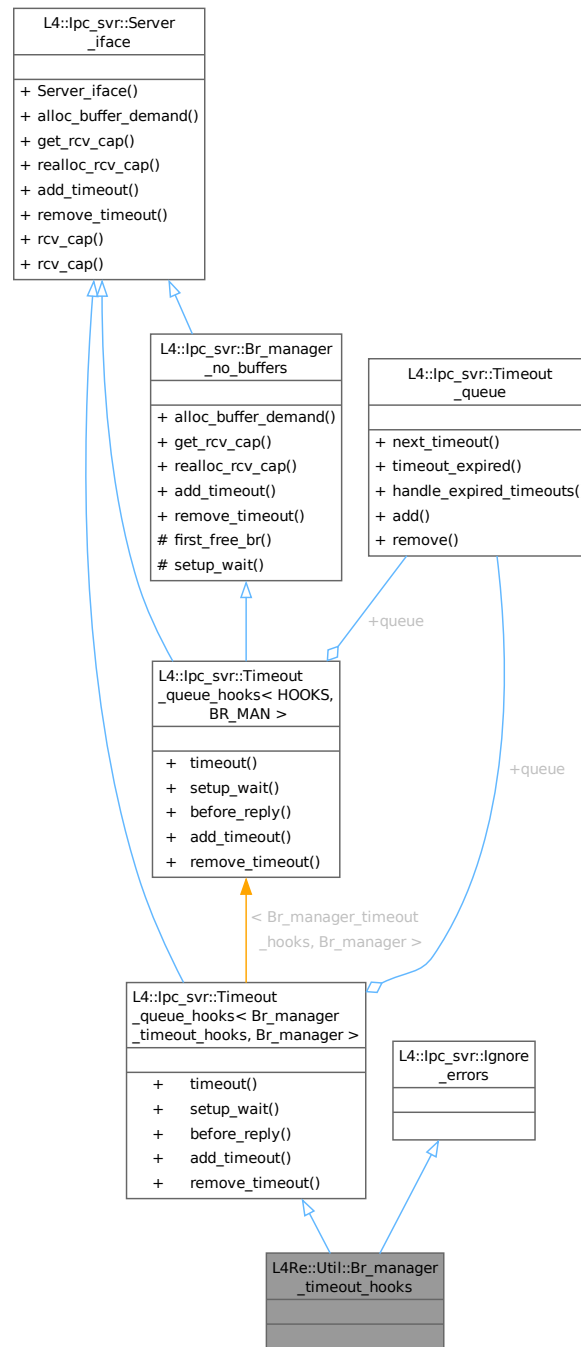 L4::Ipc_svr::Server
_iface
+ Server_iface()
+ alloc_buffer_demand()
+ get_rcv_cap()
+ realloc_rcv_cap()
+ add_timeout()
+ remove_timeout()
+ rcv_cap()
+ rcv_cap()
L4::Ipc_svr::Br_manager
_no_buffers
+ alloc_buffer_demand()
+ get_rcv_cap()
+ realloc_rcv_cap()
+ add_timeout()
+ remove_timeout()
# first_free_br()
# setup_wait()
L4::Ipc_svr::Timeout
_queue
+ next_timeout()
+ timeout_expired()
+ handle_expired_timeouts()
+ add()
+ remove()
+queue
L4::Ipc_svr::Timeout
_queue_hooks< HOOKS,
BR_MAN >
+ timeout()
+ setup_wait()
+ before_reply()
+ add_timeout()
+ remove_timeout()
+queue
< Br_manager_timeout
_hooks, Br_manager >
L4::Ipc_svr::Timeout
_queue_hooks< Br_manager
_timeout_hooks, Br_manager >
+ timeout()
+ setup_wait()
+ before_reply()
+ add_timeout()
+ remove_timeout()
L4::Ipc_svr::Ignore
_errors
L4Re::Util::Br_manager
_timeout_hooks